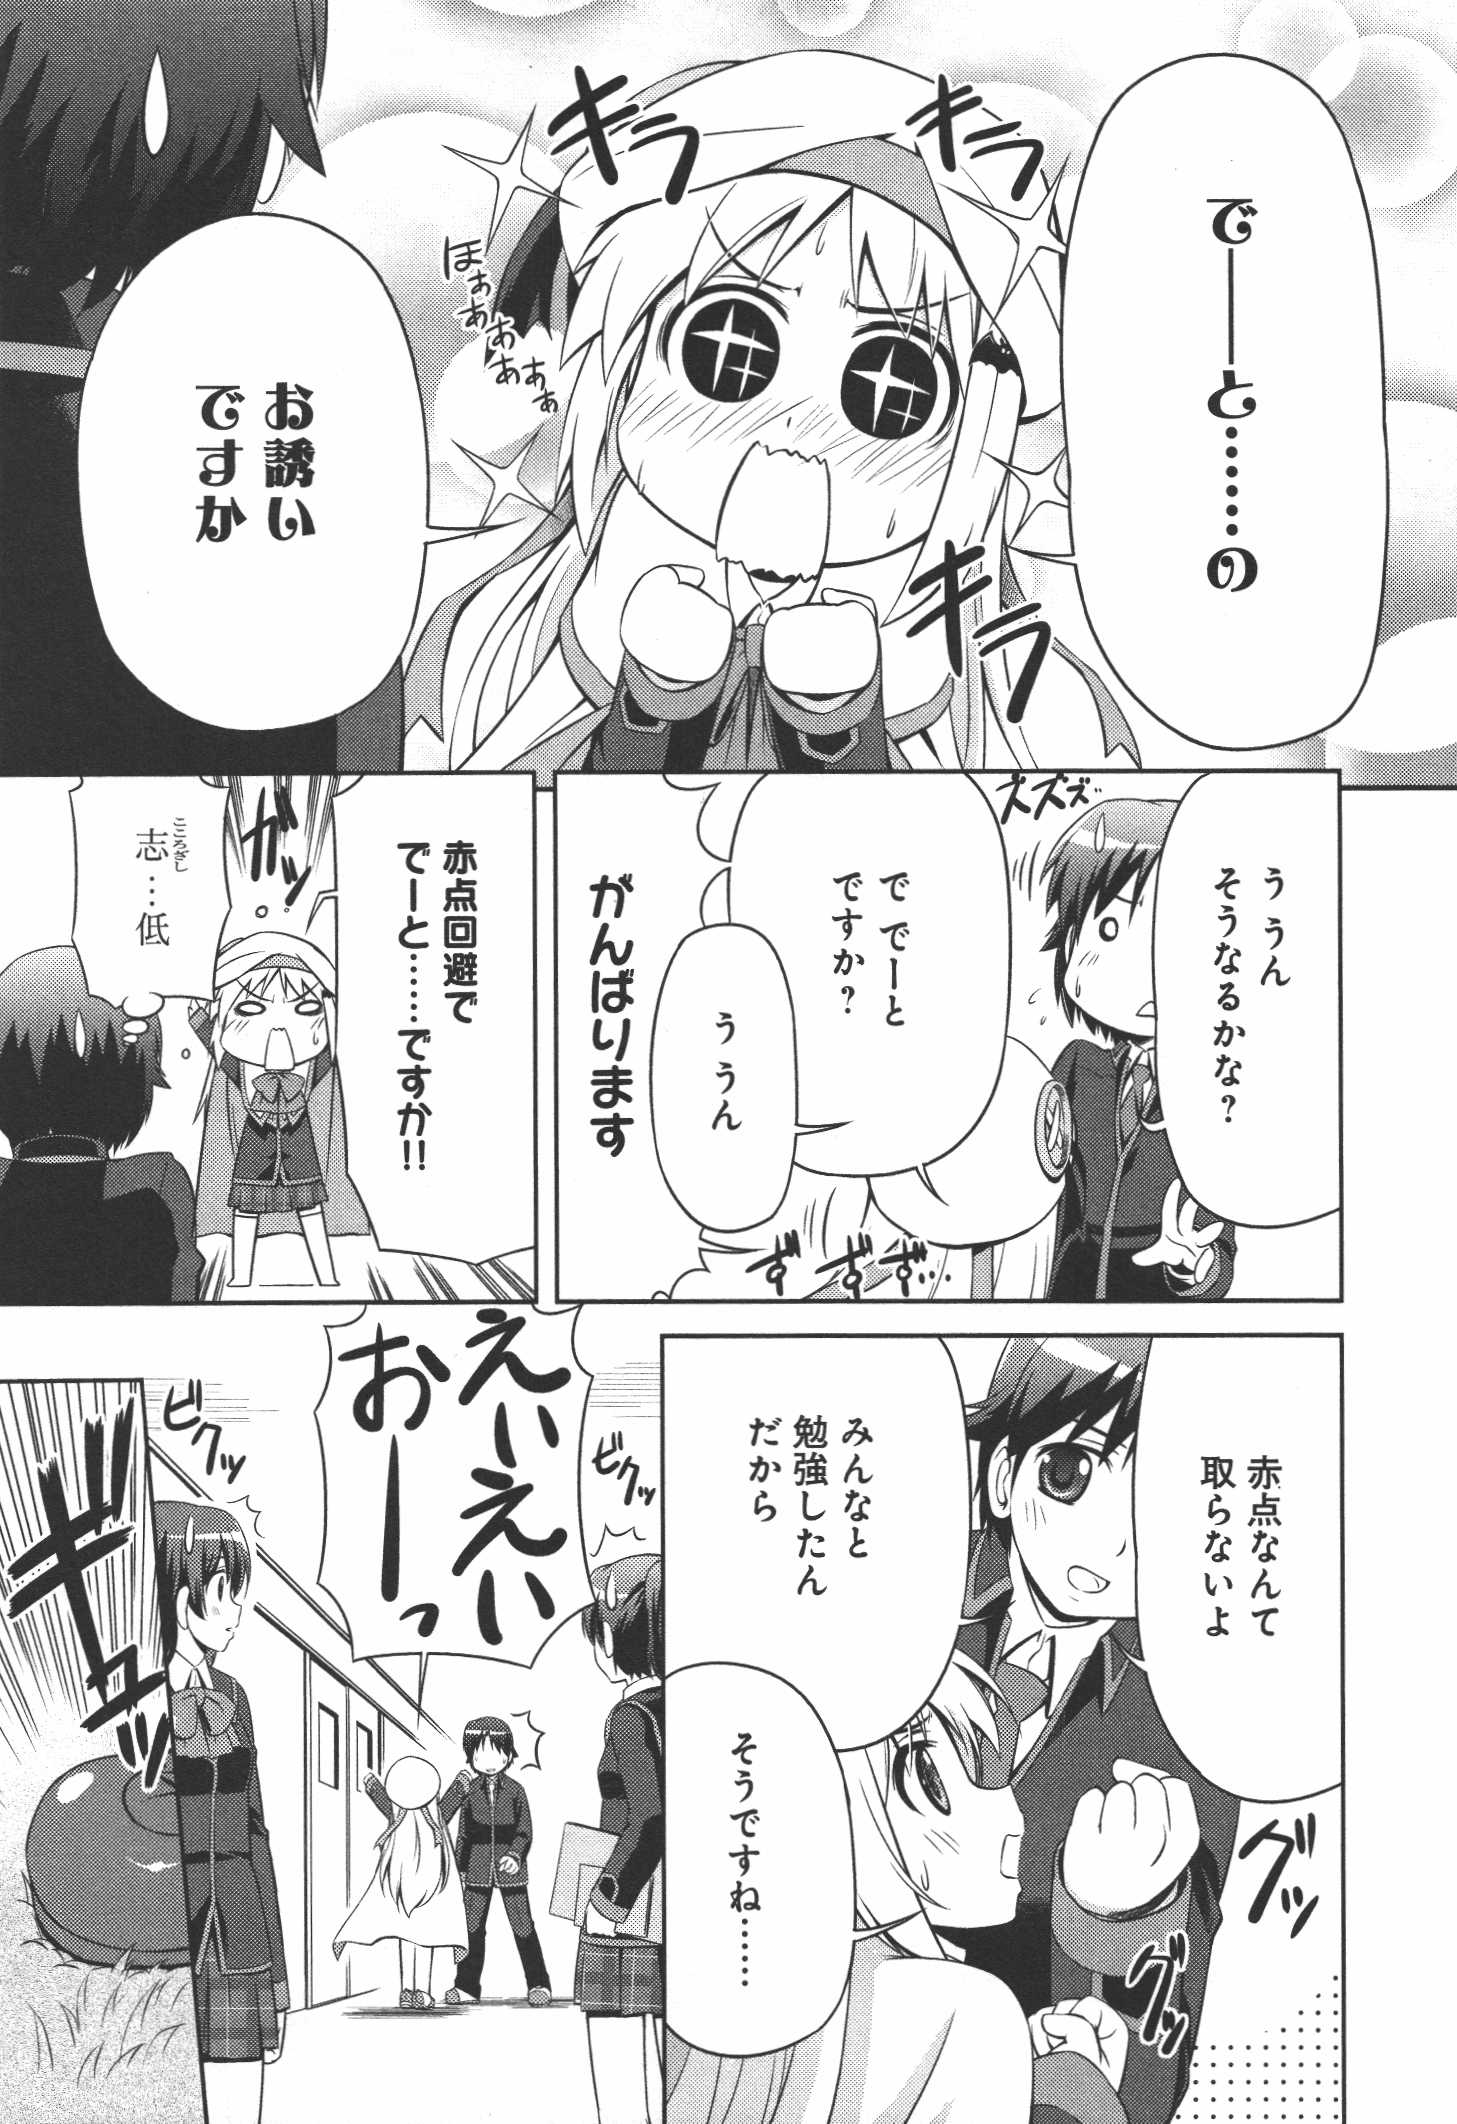 で──と……の
キラ
キラ
キラ
ほぁぁぁぁぁぁぁ
お誘い
ですか
う うん
そうなるかな?
ズズズ
で でーと
ですか?
う うん
がんばります
ずずず…
赤点回避で
でーと……ですか!!
ガッ
志…低
こころざし
赤点なんて
取らないよ
グッ
グッ
みんなと
勉強したん
だから
そうですね……
えぃえぃ
おーっ
ビクッ
ビクッ